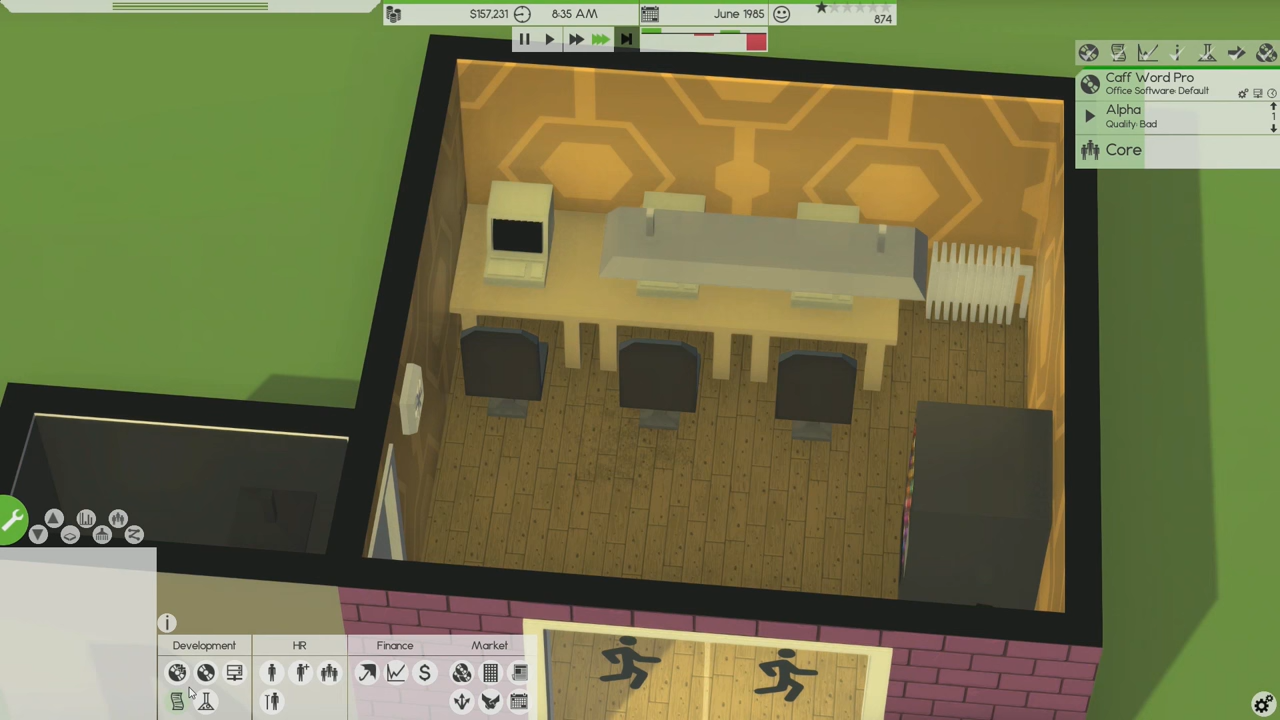 $157,231
8:35 AM
June 1985
874
Caff Word Pro
Office Software: Default
Alpha
Quality: Bad
1
Core
Development
HR
Finance
Market